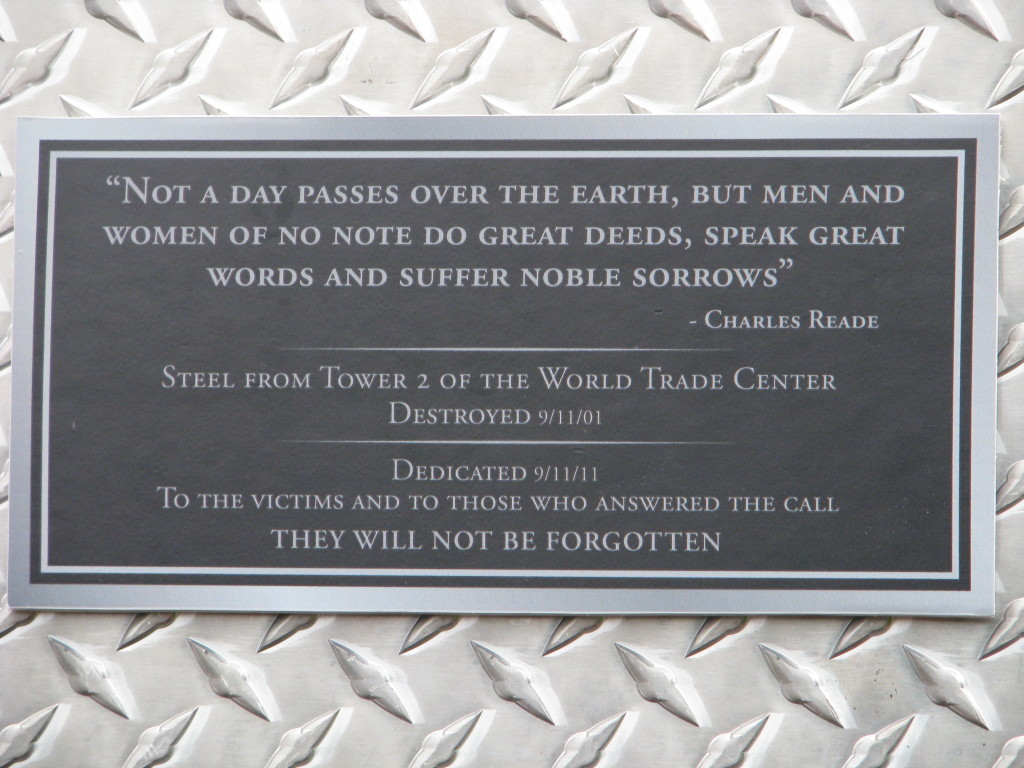 “Not a day passes over the earth, but men and
women of no note do great deeds, speak great
words and suffer noble sorrows”
- Charles Reade
Steel from Tower 2 of the World Trade Center
Destroyed 9/11/01
Dedicated 9/11/11
To the victims and to those who answered the call
THEY WILL NOT BE FORGOTTEN